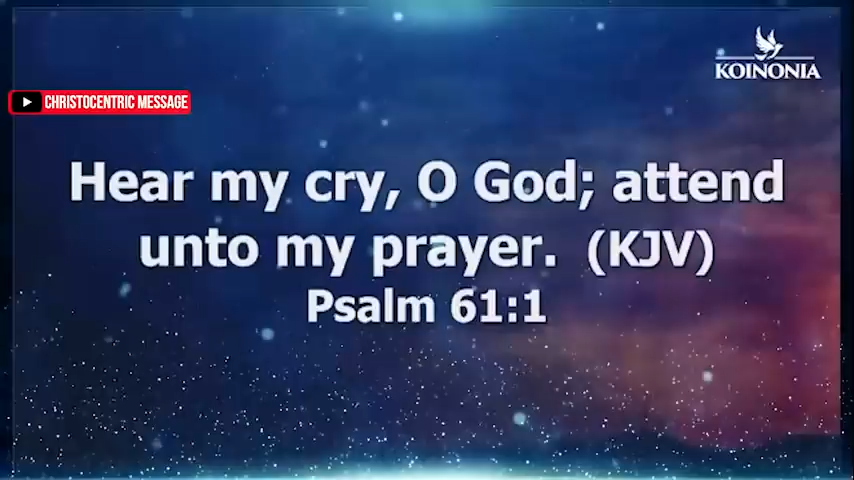 KOINONIA
CHRISTOCENTRIC MESSAGE
Hear my cry, O God; attend
unto my prayer. (KJV)
Psalm 61:1